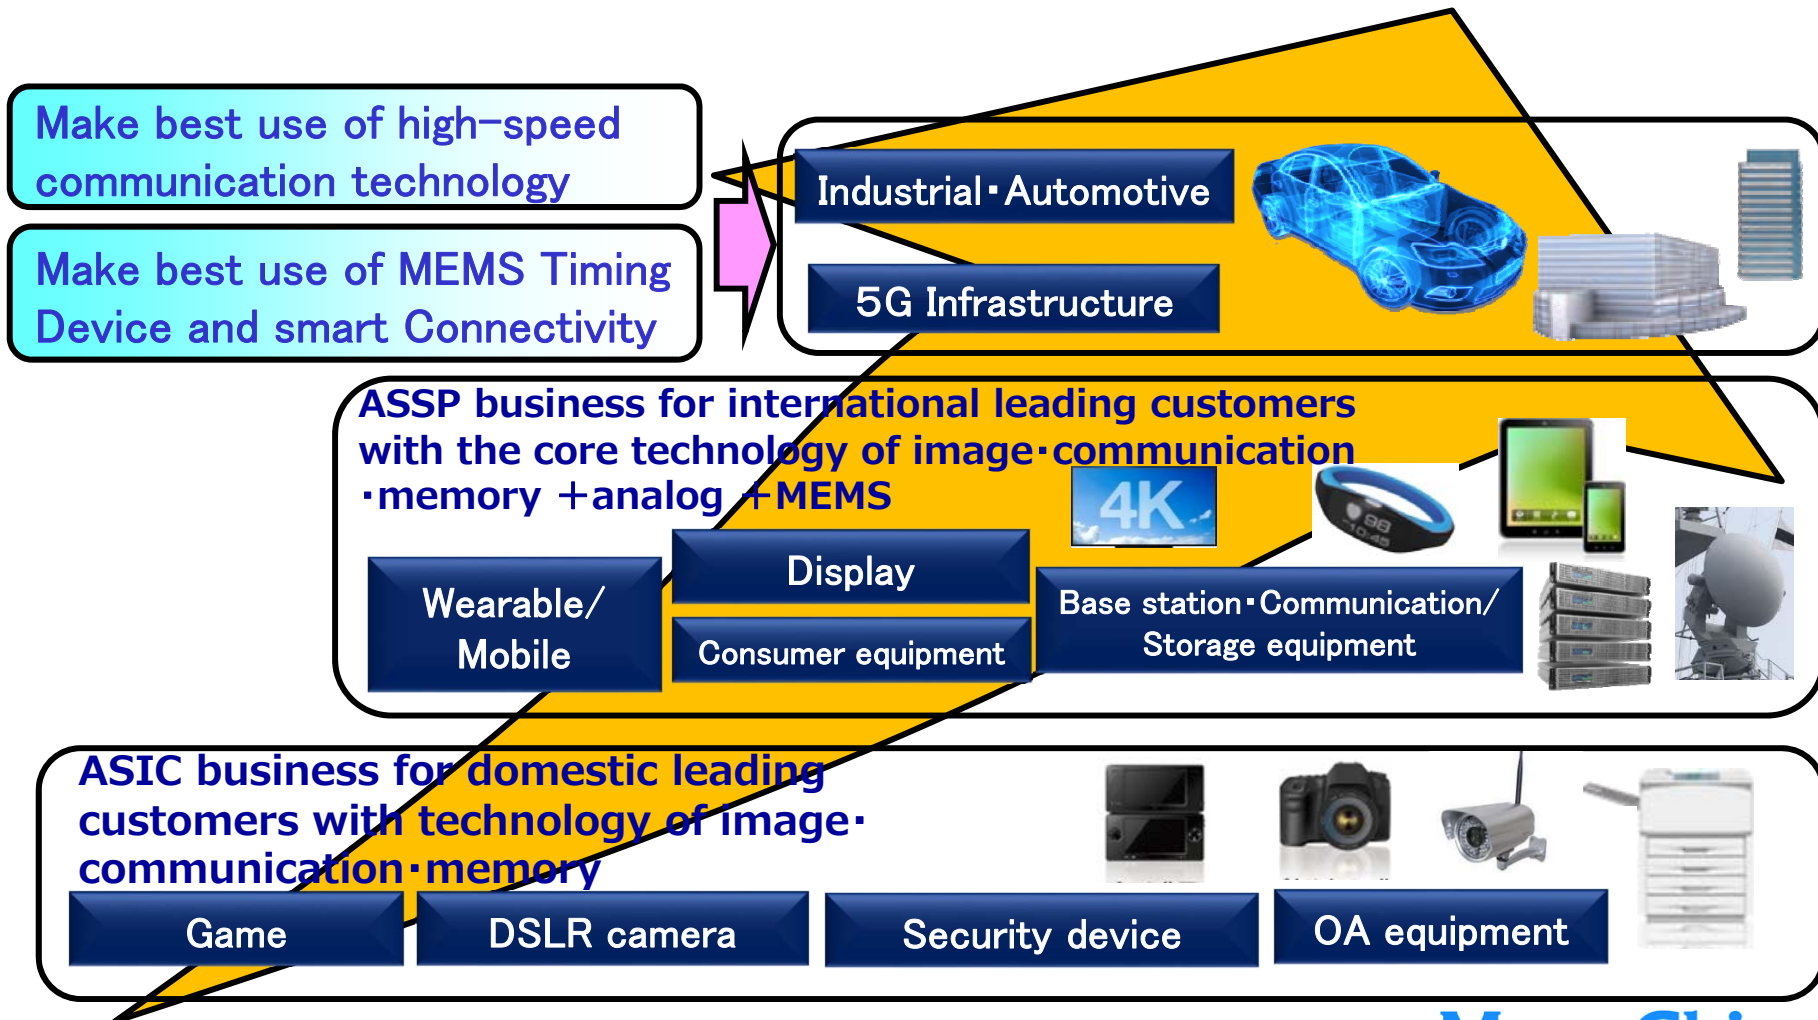 Make best use of high-speed
communication technology
Make best use of MEMS Timing
Device and smart Connectivity
Industrial・Automotive
5G Infrastructure
ASSP business for international leading customers
with the core technology of image・communication
・memory ＋analog ＋MEMS
4K
98
10:45
Wearable/
Mobile
Display
Consumer equipment
Base station・Communication/
Storage equipment
ASIC business for domestic leading
customers with technology of image・
communication・memory
Game
DSLR camera
Security device
OA equipment